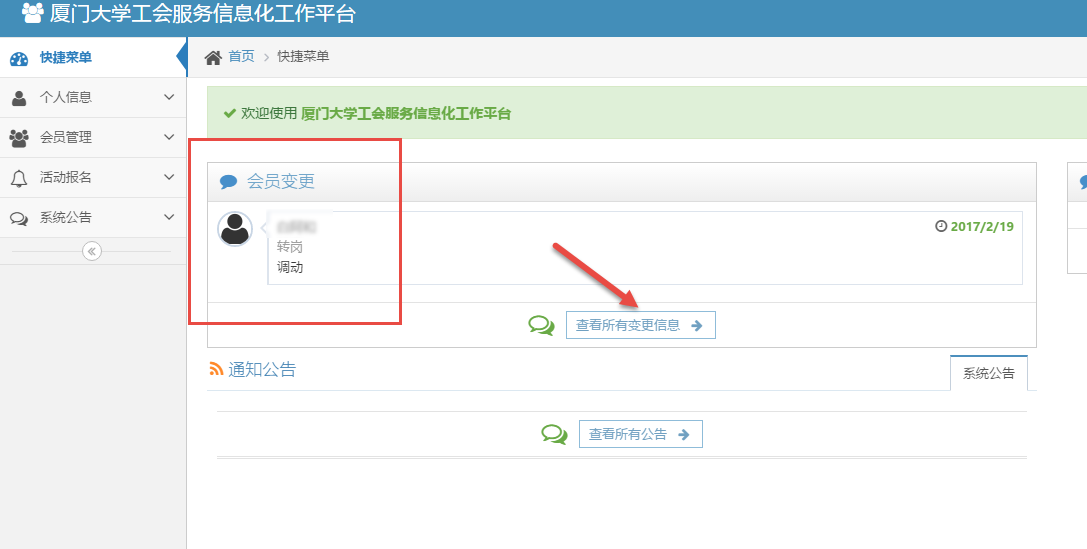 厦门大学工会服务信息化工作平台
快捷菜单
个人信息
会员管理
活动报名
系统公告
首页 快捷菜单
欢迎使用 厦门大学工会服务信息化工作平台
会员变更
2017/2/19
转岗
调动
查看所有变更信息
通知公告
系统公告
查看所有公告